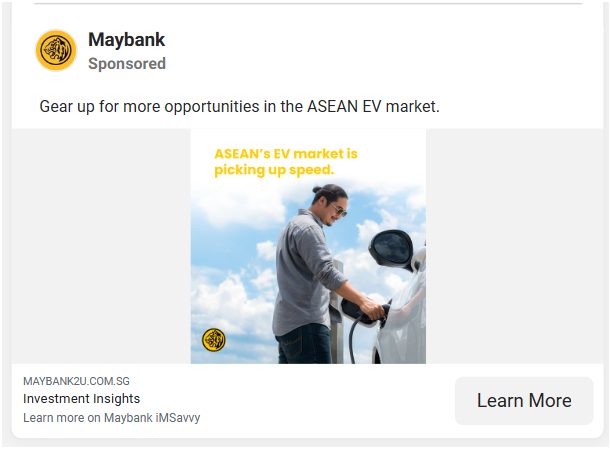 Maybank
Sponsored
Gear up for more opportunities in the ASEAN EV market.
ASEAN's EV market is
picking up speed.
MAYBANK2U.COM.SG
Investment Insights
Learn more on Maybank iMSavvy
Learn More